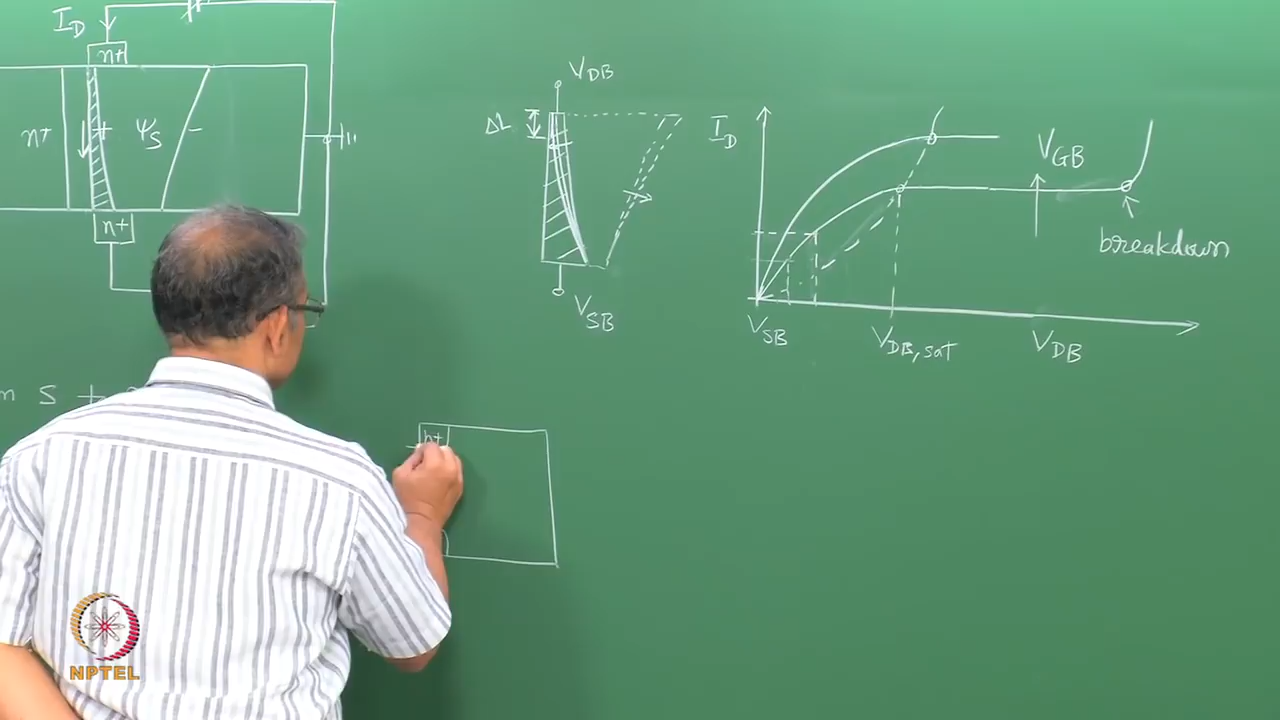 I_D
n+
n+
ψ_S
+
-
n+
V_DB
ΔL
V_SB
I_D
V_GB
breakdown
V_SB
V_DB,sat
V_DB
S +
n+
NPTEL